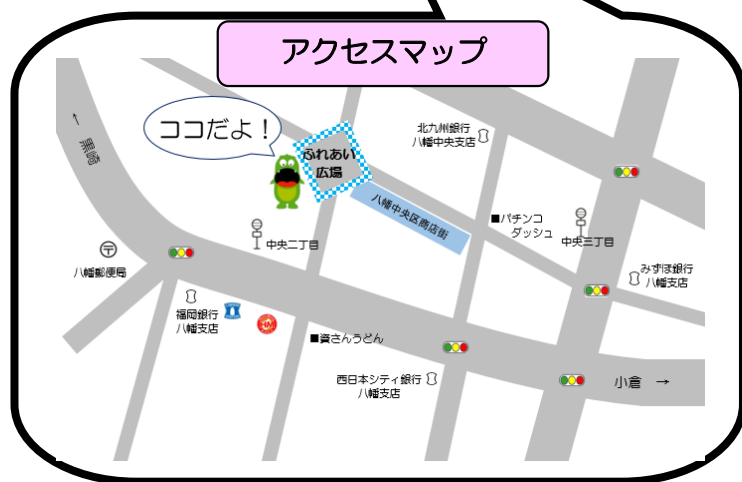 アクセスマップ
ココだよ！
ふれあい
広場
北九州銀行
八幡中央支店
← 黒崎
八幡中央区商店街
■パチンコ
ダッシュ
中央三丁目
中央二丁目
〒
八幡郵便局
みずほ銀行
八幡支店
福岡銀行
八幡支店
■資さんうどん
西日本シティ銀行
八幡支店
小倉 →